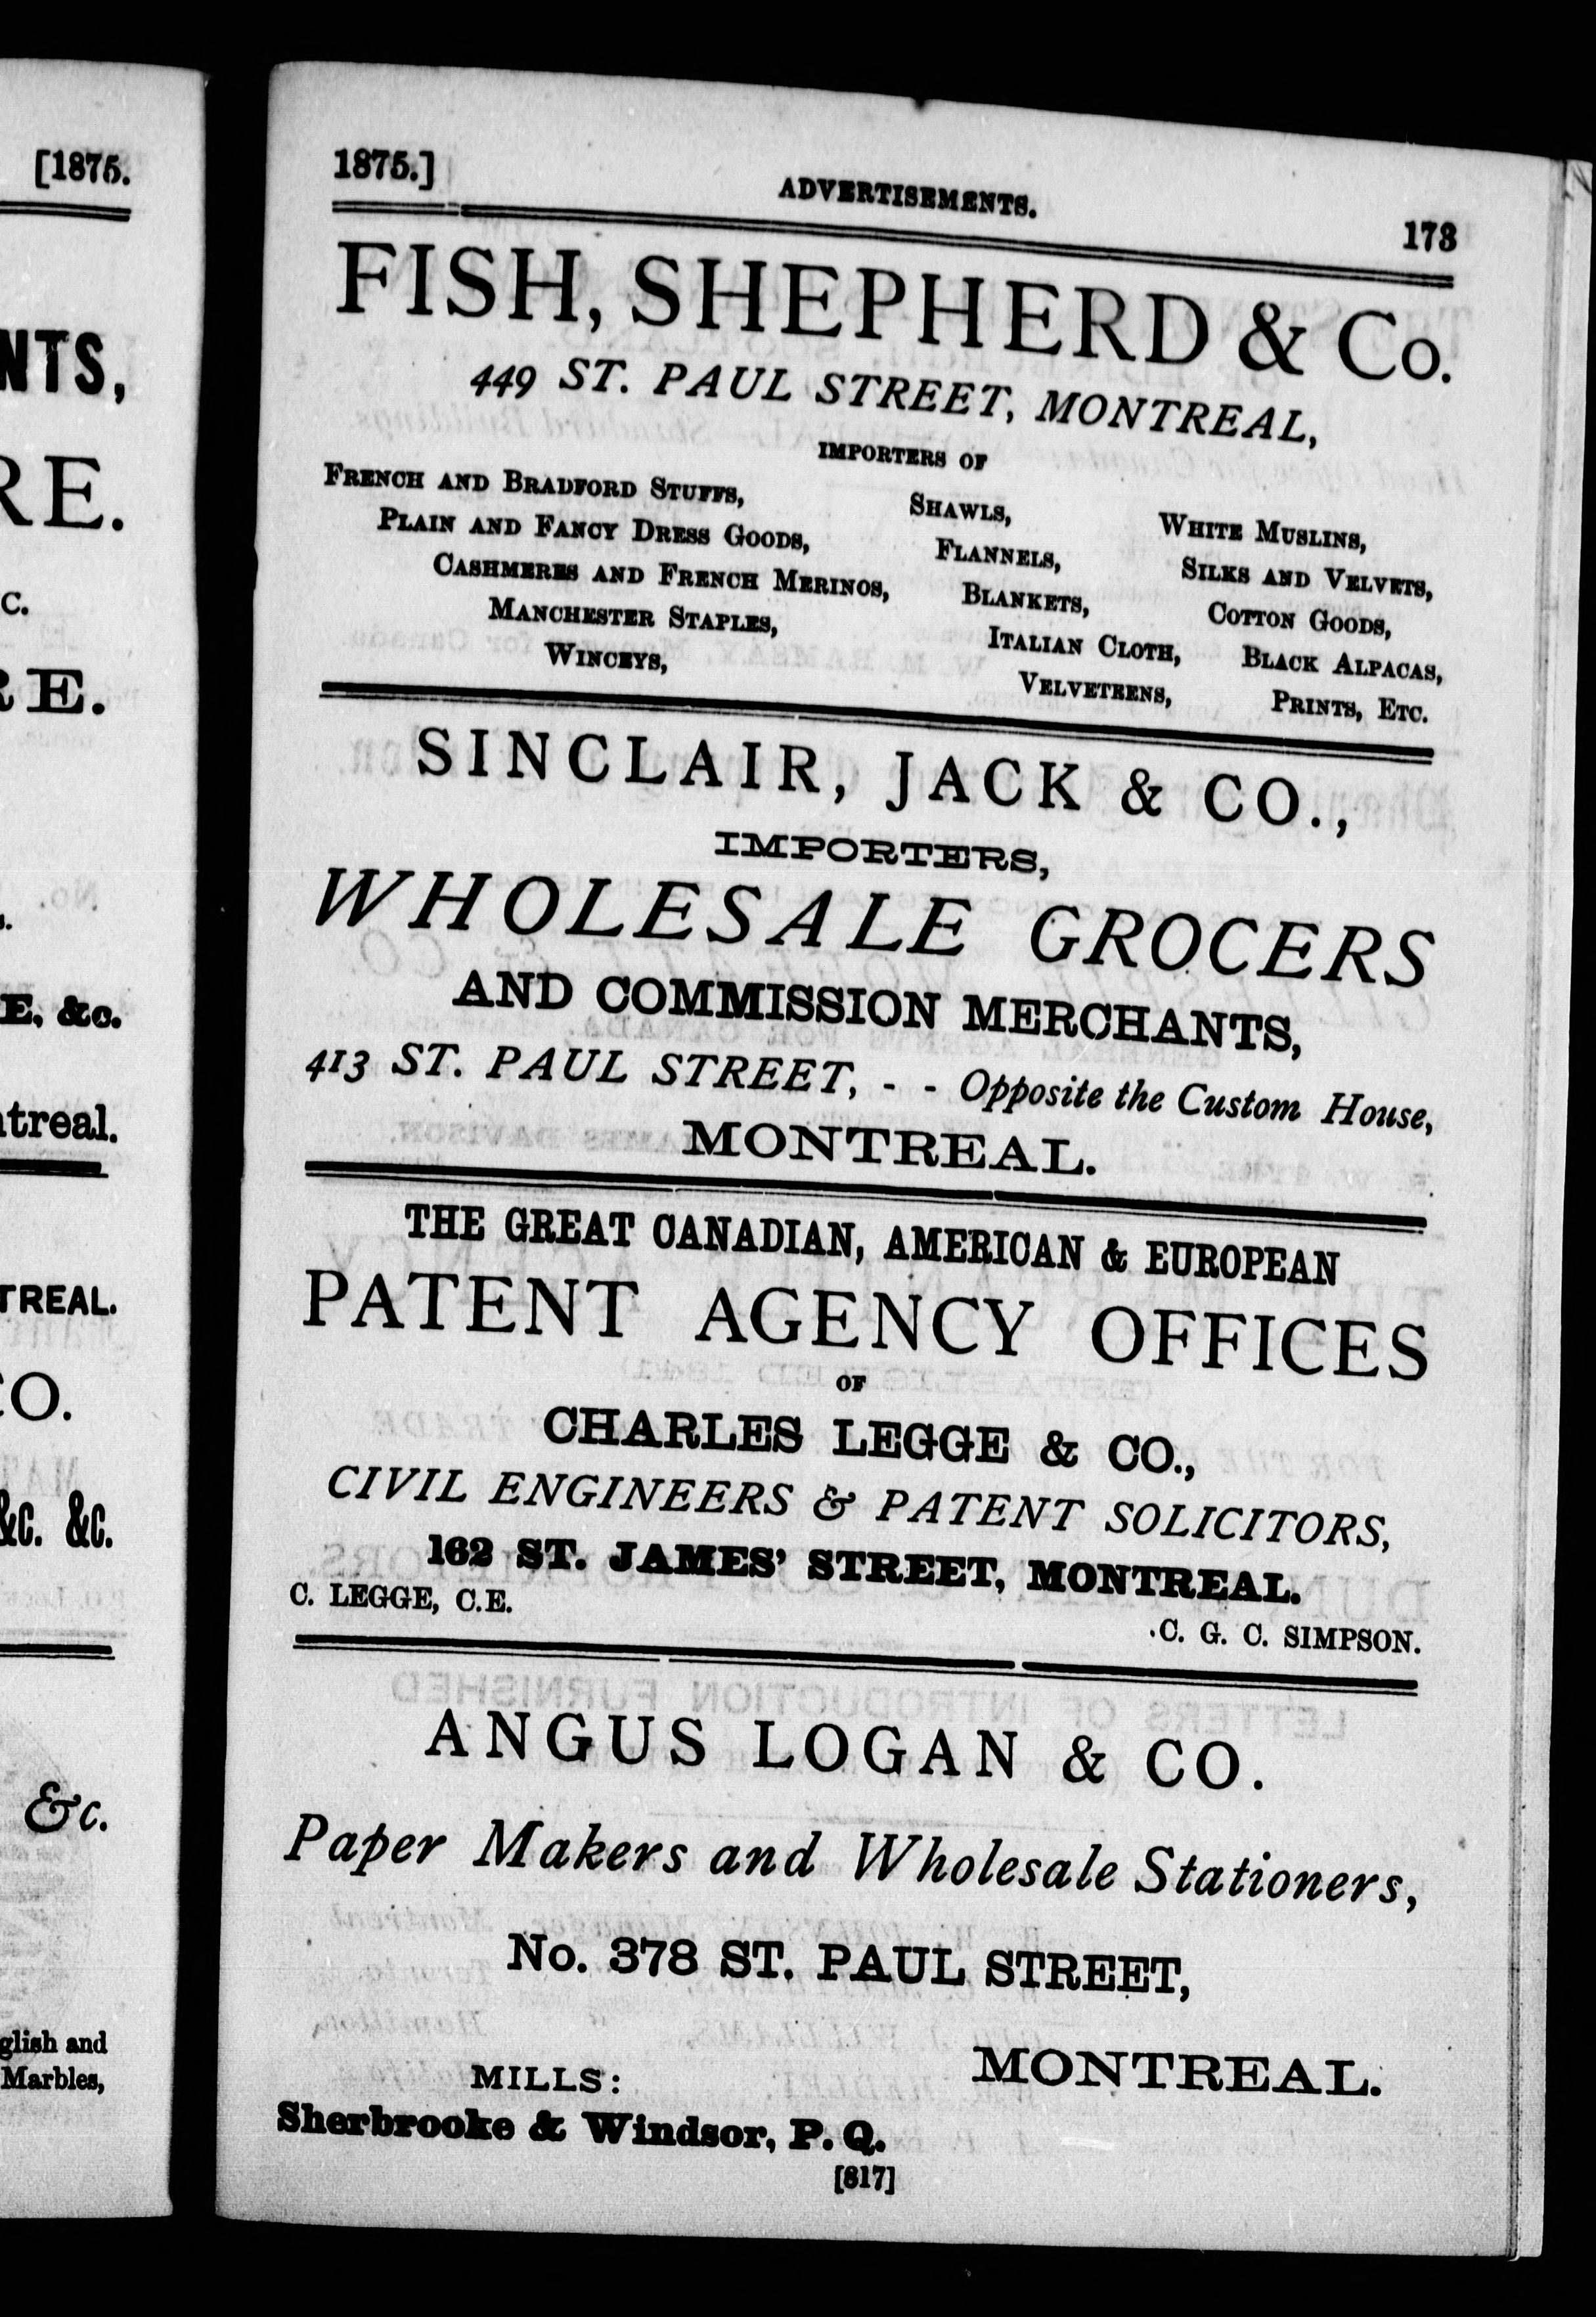 [1875.
NTS,
RE.
C.
RE.
E, &c.
treal.
TREAL.
CO.
&C. &C.
&c.
glish and
Marbles,
1875.]
ADVERTISEMENTS.
173
FISH, SHEPHERD & Co.
449 ST. PAUL STREET, MONTREAL,
IMPORTERS OF
FRENCH AND BRADFORD STUFFS,
PLAIN AND FANCY DRESS GOODS,
CASHMERES AND FRENCH MERINOS,
MANCHESTER STAPLES,
WINCEYS,
SHAWLS,
FLANNELS,
BLANKETS,
ITALIAN CLOTH,
VELVETEENS,
WHITE MUSLINS,
SILKS AND VELVETS,
COTTON GOODS,
BLACK ALPACAS,
PRINTS, ETC.
SINCLAIR, JACK & CO.,
IMPORTERS,
WHOLESALE GROCERS
AND COMMISSION MERCHANTS,
413 ST. PAUL STREET, - - Opposite the Custom House,
MONTREAL.
THE GREAT CANADIAN, AMERICAN & EUROPEAN
PATENT AGENCY OFFICES
OF
CHARLES LEGGE & CO.,
CIVIL ENGINEERS & PATENT SOLICITORS,
162 ST. JAMES' STREET, MONTREAL.
C. LEGGE, C.E.
C. G. C. SIMPSON.
ANGUS LOGAN & CO.
Paper Makers and Wholesale Stationers,
No. 378 ST. PAUL STREET,
MONTREAL.
MILLS:
Sherbrooke & Windsor, P. Q.
[817]